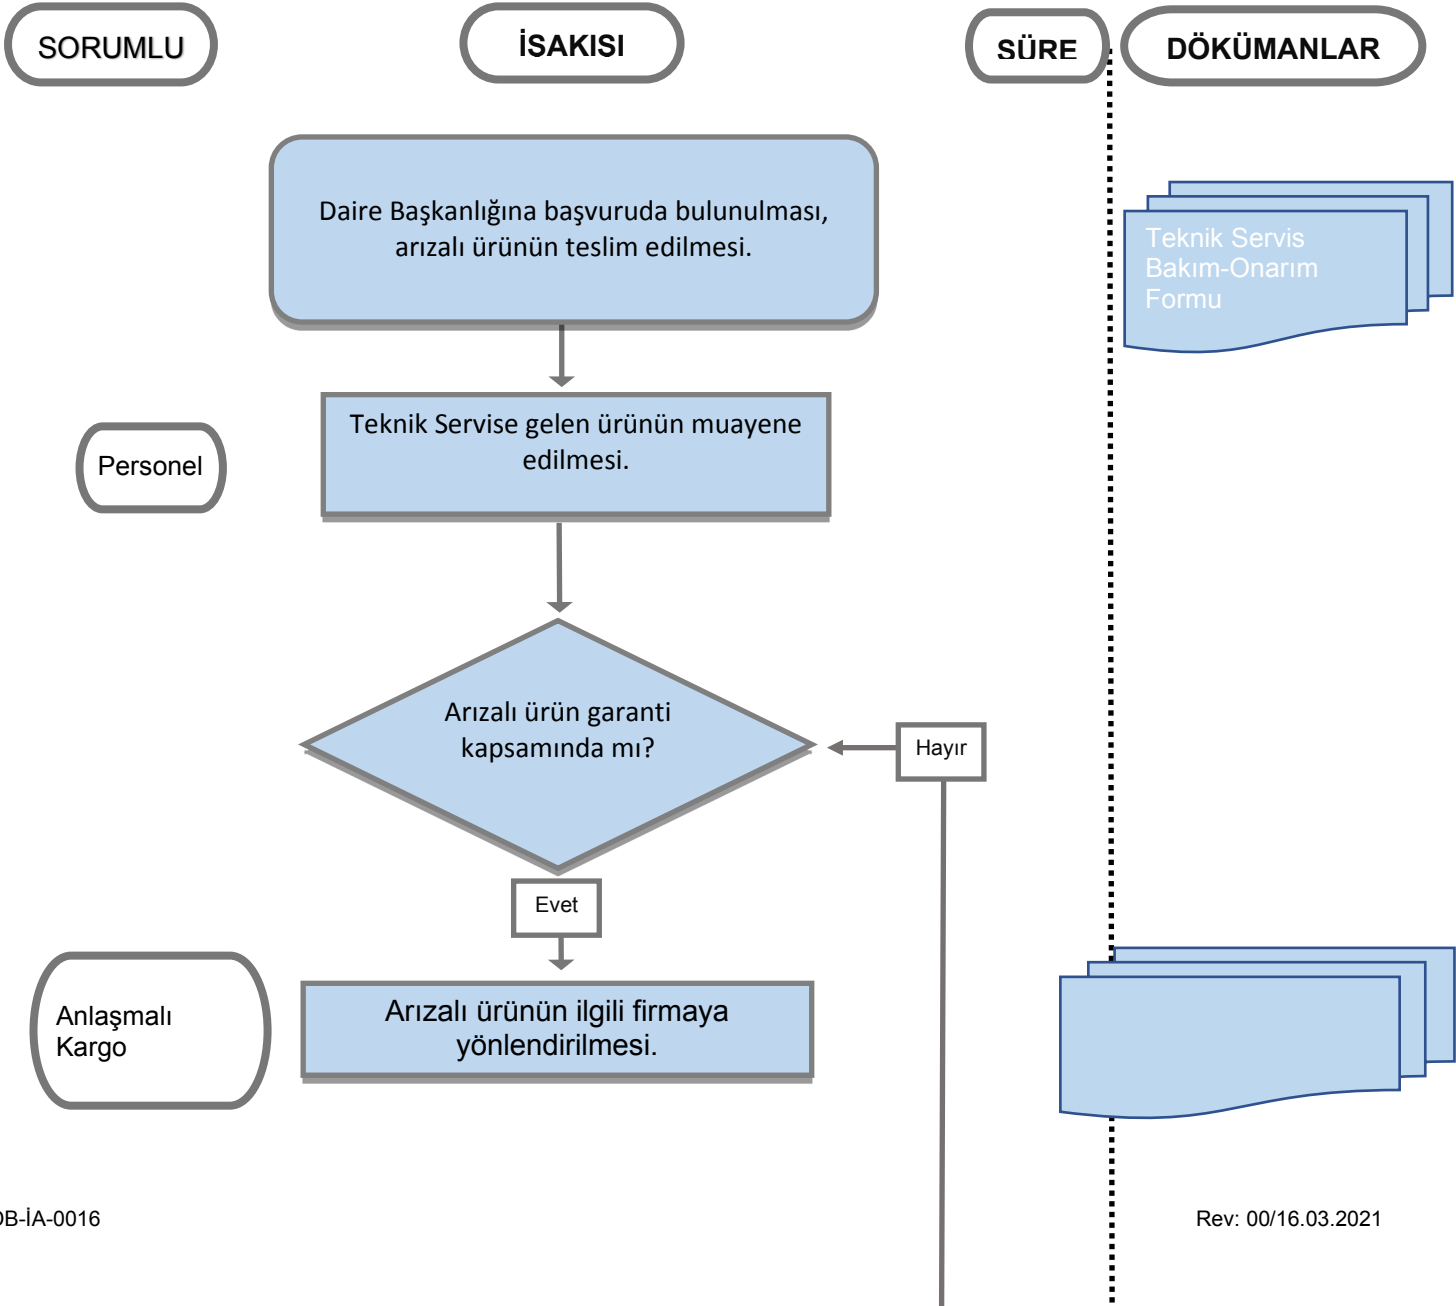 SORUMLU
İSAKISI
SÜRE
DÖKÜMANLAR
Daire Başkanlığına başvuruda bulunulması,
arızalı ürünün teslim edilmesi.
Teknik Servis
Bakım-Onarım
Formu
Personel
Teknik Servise gelen ürünün muayene
edilmesi.
Arızalı ürün garanti
kapsamında mı?
Hayır
Evet
Anlaşmalı
Kargo
Arızalı ürünün ilgili firmaya
yönlendirilmesi.
DB-İA-0016
Rev: 00/16.03.2021